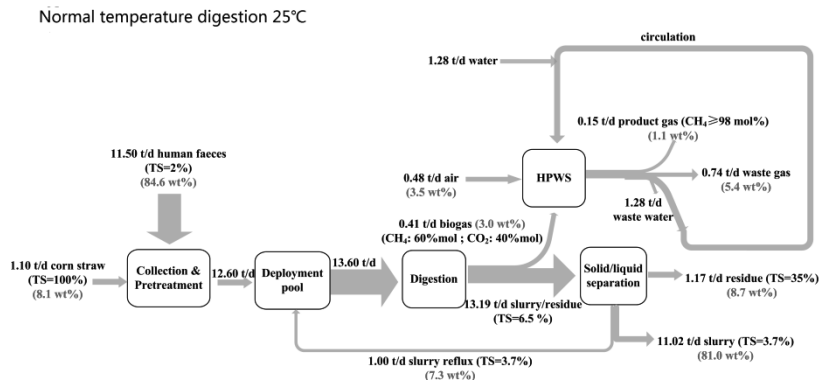 Normal temperature digestion 25℃
circulation
1.28 t/d water
0.15 t/d product gas (CH₄≥98 mol%)
(1.1 wt%)
11.50 t/d human faeces
(TS=2%)
(84.6 wt%)
0.48 t/d air
(3.5 wt%)
HPWS
0.74 t/d waste gas
(5.4 wt%)
1.28 t/d
waste water
0.41 t/d biogas (3.0 wt%)
(CH₄: 60%mol ; CO₂: 40%mol)
1.10 t/d corn straw
(TS=100%)
(8.1 wt%)
Collection &
Pretreatment
12.60 t/d
Deployment
pool
13.60 t/d
Digestion
13.19 t/d slurry/residue
(TS=6.5 %)
Solid/liquid
separation
1.17 t/d residue (TS=35%)
(8.7 wt%)
11.02 t/d slurry (TS=3.7%)
(81.0 wt%)
1.00 t/d slurry reflux (TS=3.7%)
(7.3 wt%)